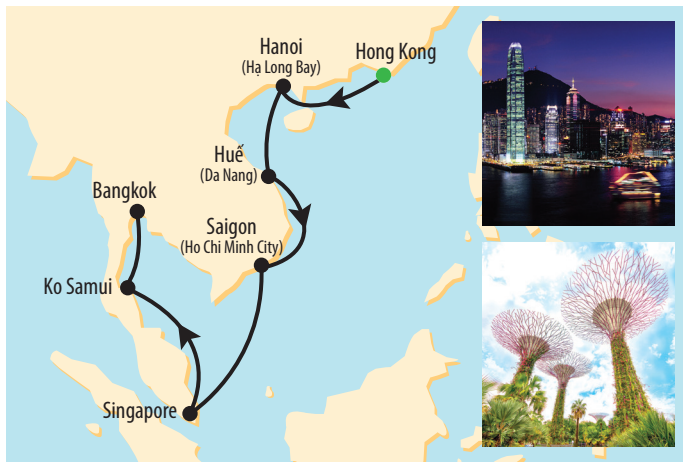 Hanoi
(Hạ Long Bay)
Hong Kong
Huế
(Da Nang)
Bangkok
Saigon
(Ho Chi Minh City)
Ko Samui
Singapore